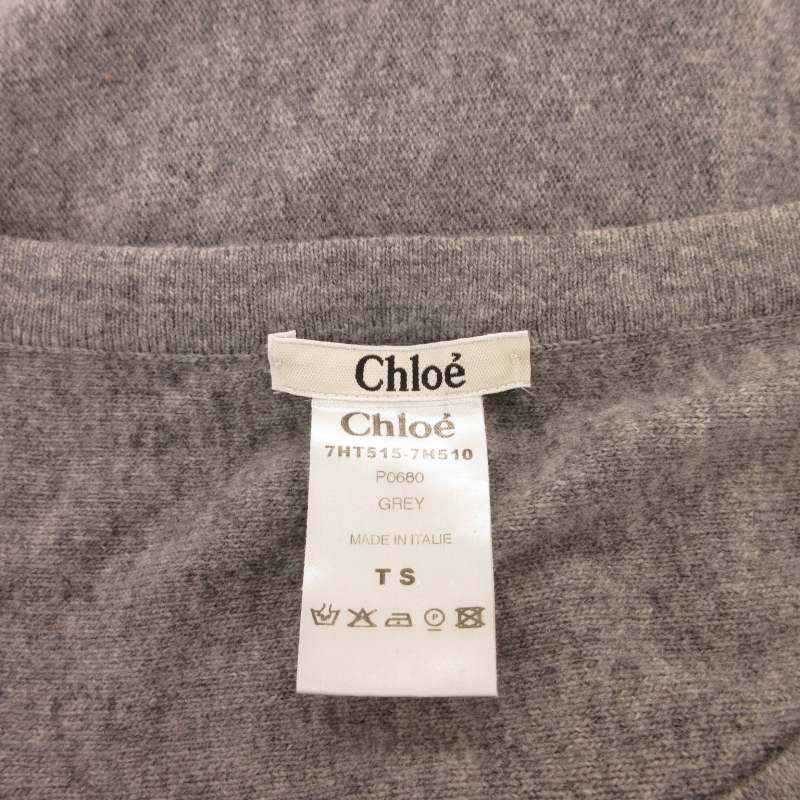 Chloé
Chloé
7HT515-7H510
P0680
GREY
MADE IN ITALIE
T S
P